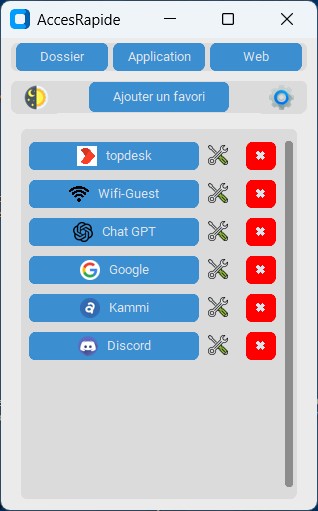 AccesRapide
Dossier
Application
Web
Ajouter un favori
topdesk
Wifi-Guest
Chat GPT
Google
Kammi
Discord